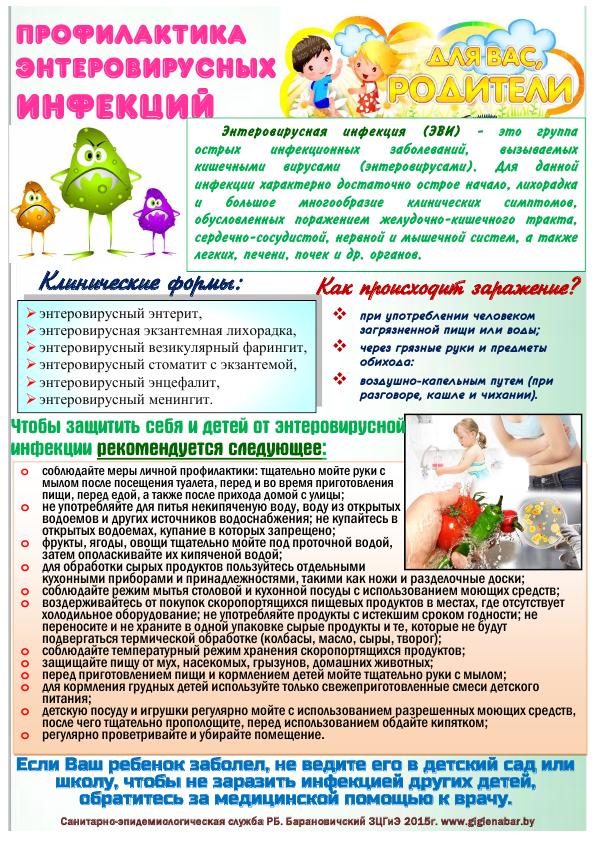 ПРОФИЛАКТИКА
ЭНТЕРОВИРУСНЫХ
ИНФЕКЦИЙ
ДЛЯ ВАС,
РОДИТЕЛИ
Энтеровирусная инфекция (ЭВИ) - это группа
острых инфекционных заболеваний, вызываемых
кишечными вирусами (энтеровирусами). Для данной
инфекции характерно достаточно острое начало, лихорадка
и большое многообразие клинических симптомов,
обусловленных поражением желудочно-кишечного тракта,
сердечно-сосудистой, нервной и мышечной систем, а также
легких, печени, почек и др. органов.
Клинические формы:
➢ энтеровирусный энтерит,
➢ энтеровирусная экзантемная лихорадка,
➢ энтеровирусный везикулярный фарингит,
➢ энтеровирусный стоматит с экзантемой,
➢ энтеровирусный энцефалит,
➢ энтеровирусный менингит.
Как происходит заражение?
❖ при употреблении человеком
загрязненной пищи или воды;
❖ через грязные руки и предметы
обихода:
❖ воздушно-капельным путем (при
разговоре, кашле и чихании).
Чтобы защитить себя и детей от энтеровирусной
инфекции рекомендуется следующее:
o соблюдайте меры личной профилактики: тщательно мойте руки с
мылом после посещения туалета, перед и во время приготовления
пищи, перед едой, а также после прихода домой с улицы;
o не употребляйте для питья некипяченую воду, воду из открытых
водоемов и других источников водоснабжения; не купайтесь в
открытых водоемах, купание в которых запрещено;
o фрукты, ягоды, овощи тщательно мойте под проточной водой,
затем ополаскивайте их кипяченой водой;
o для обработки сырых продуктов пользуйтесь отдельными
кухонными приборами и принадлежностями, такими как ножи и разделочные доски;
o соблюдайте режим мытья столовой и кухонной посуды с использованием моющих средств;
o воздерживайтесь от покупок скоропортящихся пищевых продуктов в местах, где отсутствует
холодильное оборудование; не употребляйте продукты с истекшим сроком годности; не
переносите и не храните в одной упаковке сырые продукты и те, которые не будут
подвергаться термической обработке (колбасы, масло, сыры, творог);
o соблюдайте температурный режим хранения скоропортящихся продуктов;
o защищайте пищу от мух, насекомых, грызунов, домашних животных;
o перед приготовлением пищи и кормлением детей мойте тщательно руки с мылом;
o для кормления грудных детей используйте только свежеприготовленные смеси детского
питания;
o детскую посуду и игрушки регулярно мойте с использованием разрешенных моющих средств,
после чего тщательно прополощите, перед использованием обдайте кипятком;
o регулярно проветривайте и убирайте помещение.
Если Ваш ребенок заболел, не ведите его в детский сад или
школу, чтобы не заразить инфекцией других детей,
обратитесь за медицинской помощью к врачу.
Санитарно-эпидемиологическая служба РБ. Барановичский ЗЦГиЭ 2015г. www.gigienabar.by